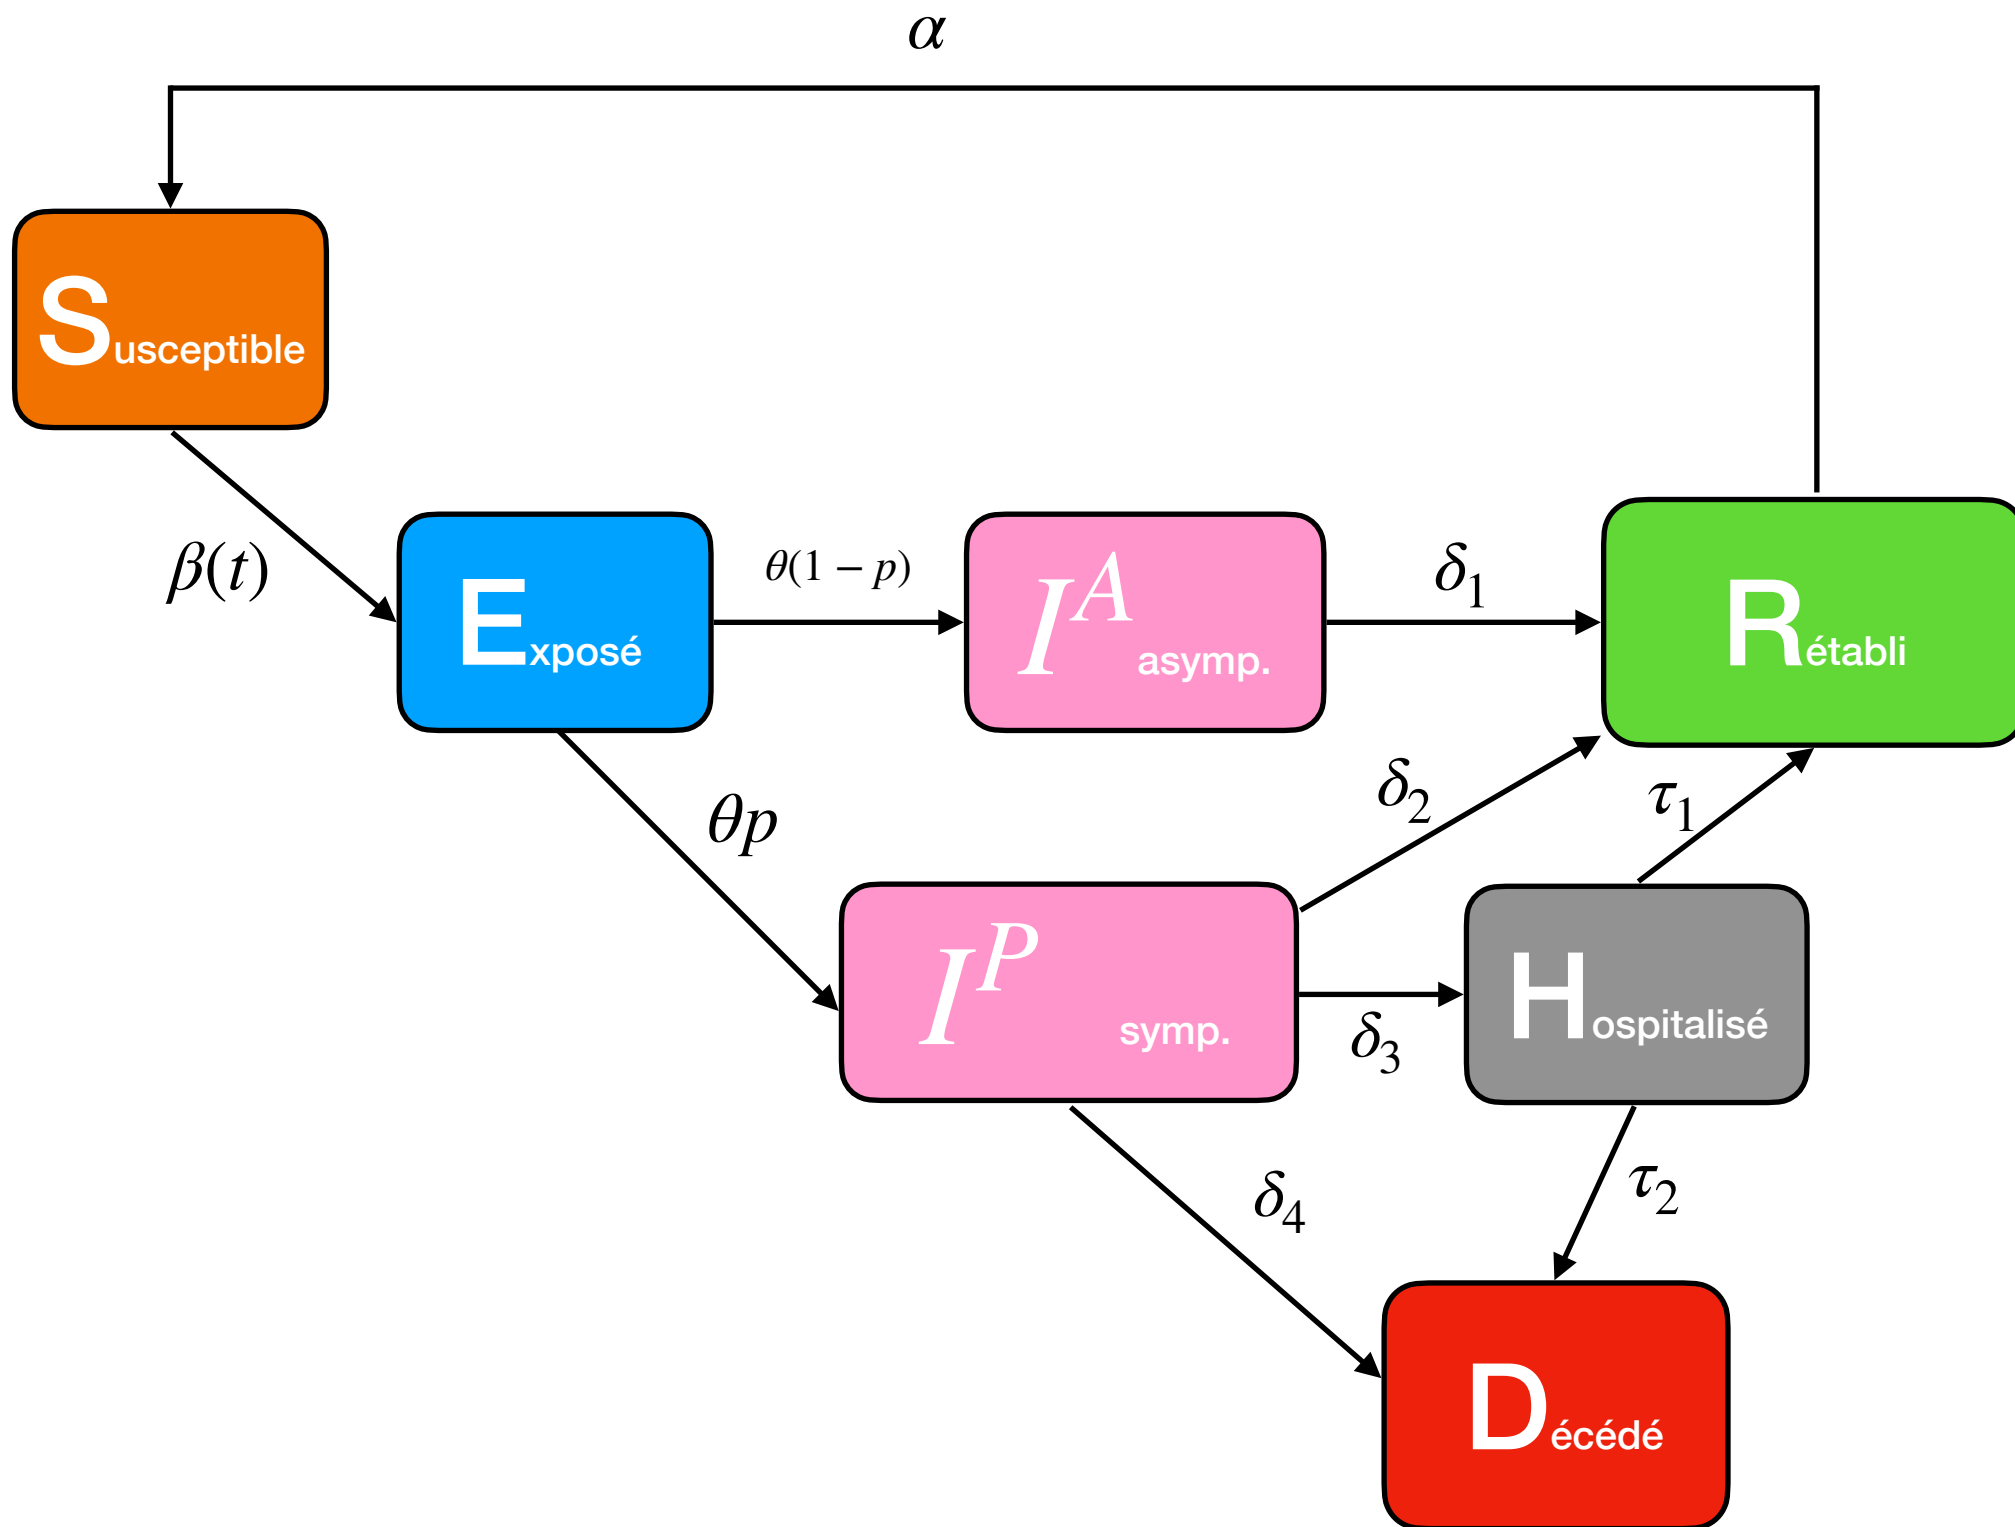 α
Susceptible
β(t)
Exposé
θ(1 − p)
I^A asymp.
δ₁
Rétabli
θp
δ₂
τ₁
I^P symp.
δ₃
Hospitalisé
δ₄
τ₂
Décédé